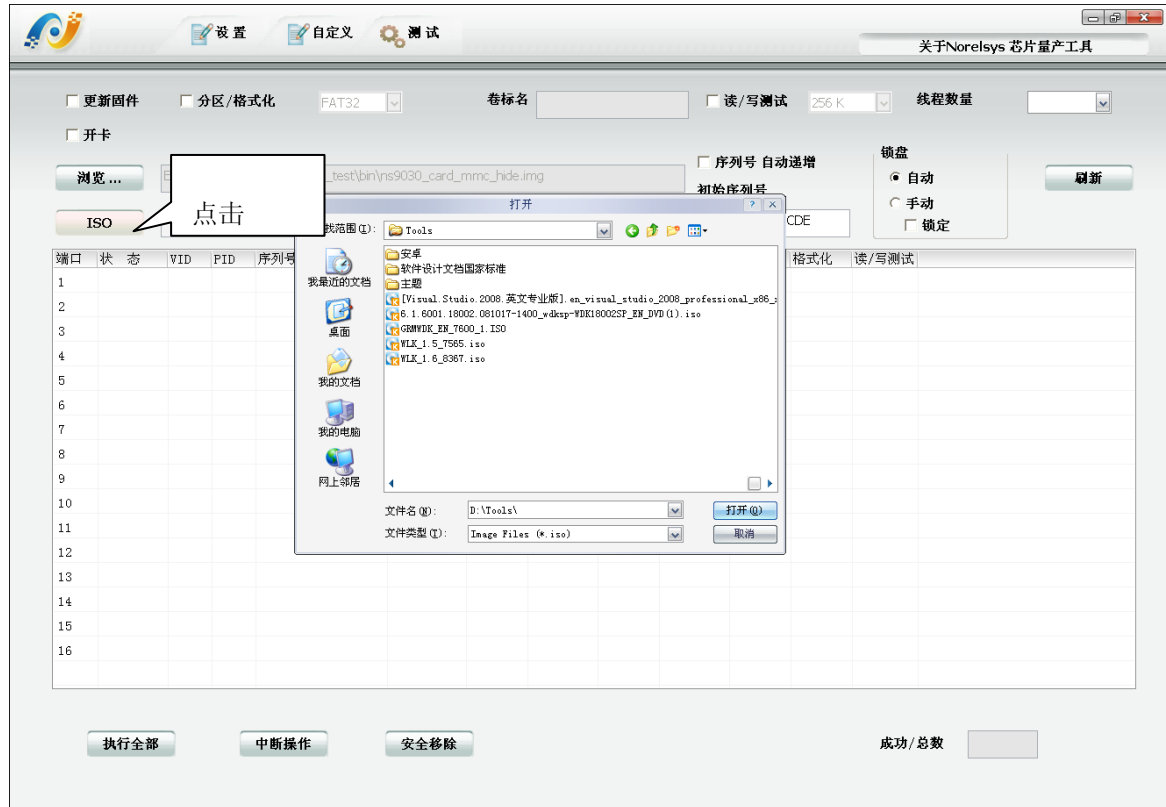 设 置
自定义
测 试
关于Norelsys 芯片量产工具
更新固件
分区/格式化
FAT32
卷标名
读/写测试
256 K
线程数量
开卡
浏览 ...
_test\bin\ns9030_card_mmc_hide.img
序列号 自动递增
初始序列号
锁盘
自动
手动
锁定
刷新
ISO
点击
CDE
打开
找范围(I):
Tools
我最近的文档
桌面
我的文档
我的电脑
网上邻居
安卓
软件设计文档国家标准
主题
[Visual.Studio.2008.英文专业版].en_visual_studio_2008_professional_x86_
6.1.6001.18002.081017-1400_wdksp-WDK18002SP_EN_DVD(1).iso
GRMWDK_EN_7600_1.ISO
WLK_1.5_7565.iso
WLK_1.6_8367.iso
文件名(N):
D:\Tools\
打开(O)
文件类型(T):
Image Files (*.iso)
取消
端口 状 态 VID PID 序列号 格式化 读/写测试
1
2
3
4
5
6
7
8
9
10
11
12
13
14
15
16
执行全部
中断操作
安全移除
成功/总数